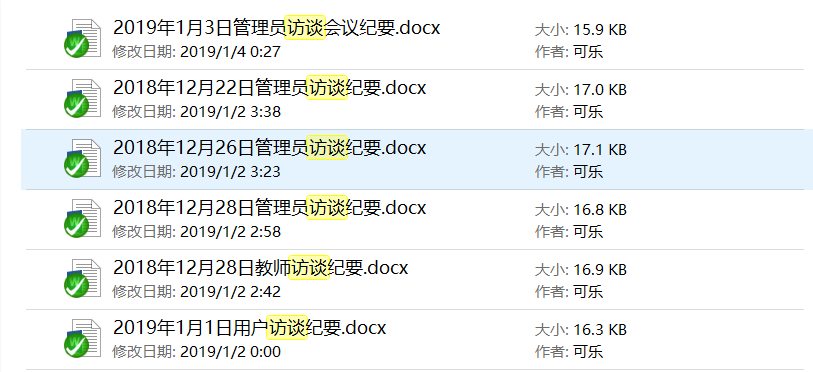 2019年1月3日管理员访谈会议纪要.docx 大小: 15.9 KB
修改日期: 2019/1/4 0:27 作者: 可乐
2018年12月22日管理员访谈纪要.docx 大小: 17.0 KB
修改日期: 2019/1/2 3:38 作者: 可乐
2018年12月26日管理员访谈纪要.docx 大小: 17.1 KB
修改日期: 2019/1/2 3:23 作者: 可乐
2018年12月28日管理员访谈纪要.docx 大小: 16.8 KB
修改日期: 2019/1/2 2:58 作者: 可乐
2018年12月28日教师访谈纪要.docx 大小: 16.9 KB
修改日期: 2019/1/2 2:42 作者: 可乐
2019年1月1日用户访谈纪要.docx 大小: 16.3 KB
修改日期: 2019/1/2 0:00 作者: 可乐